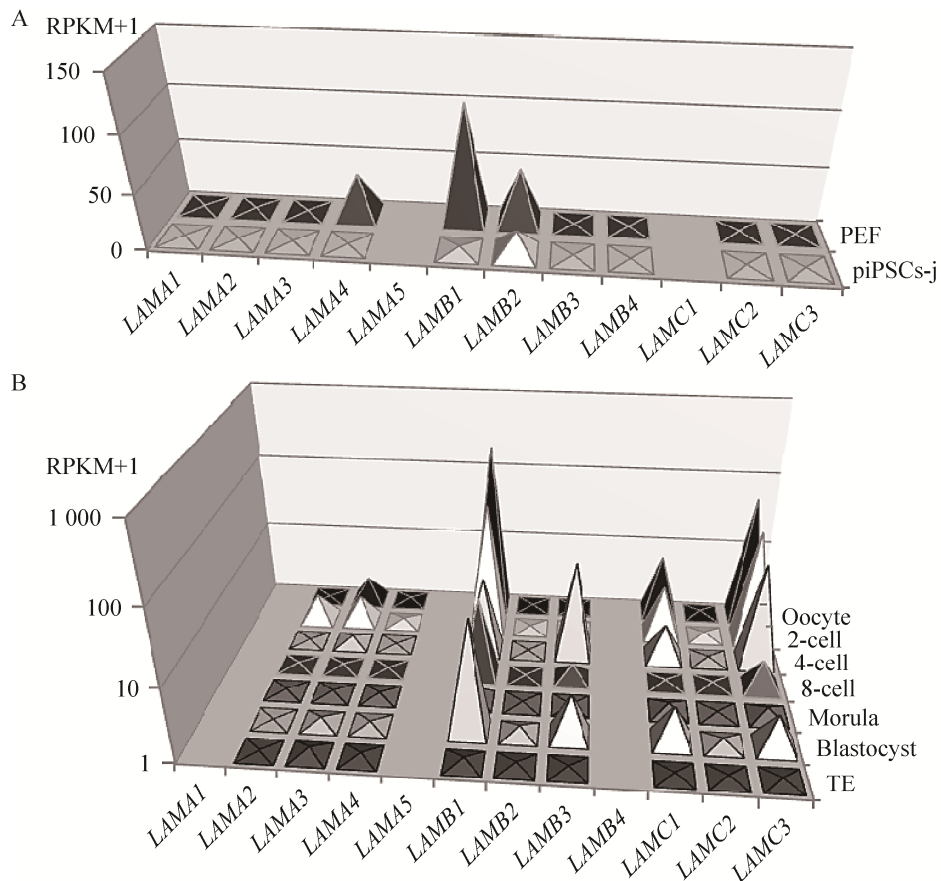 A
RPKM+1
150
100
50
0
PEF
piPSCs-j
LAMA1
LAMA2
LAMA3
LAMA4
LAMA5
LAMB1
LAMB2
LAMB3
LAMB4
LAMC1
LAMC2
LAMC3
B
RPKM+1
1 000
100
10
1
Oocyte
2-cell
4-cell
8-cell
Morula
Blastocyst
TE
LAMA1
LAMA2
LAMA3
LAMA4
LAMA5
LAMB1
LAMB2
LAMB3
LAMB4
LAMC1
LAMC2
LAMC3